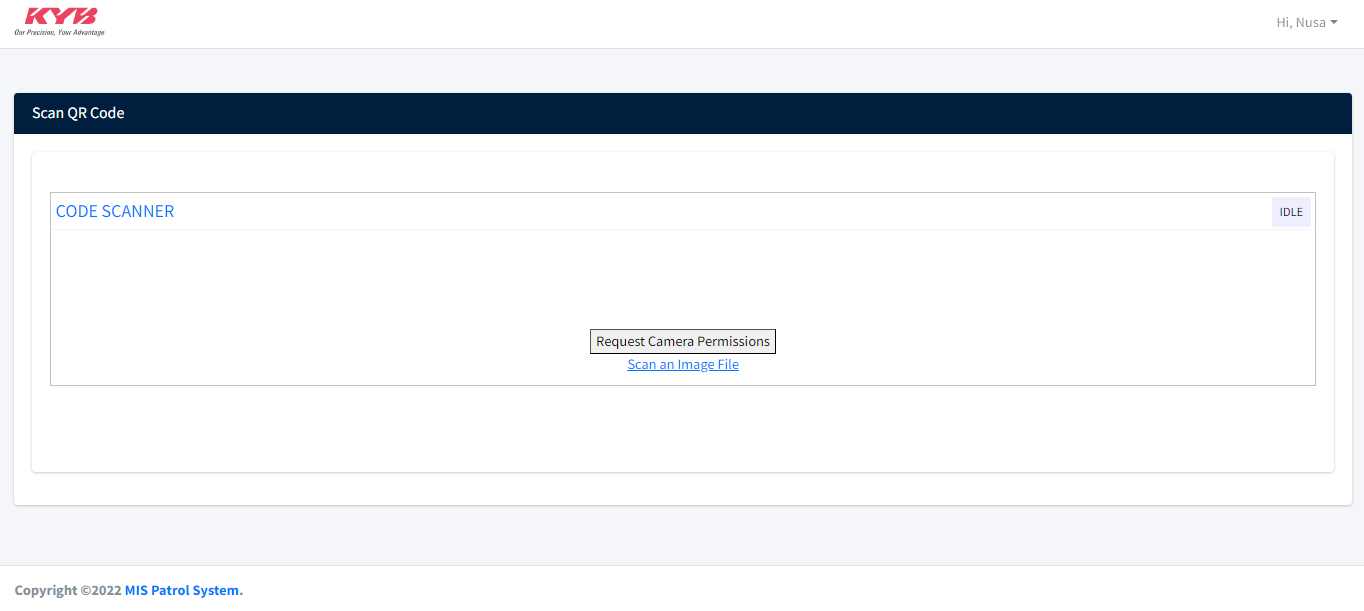 KYB
Our Precision, Your Advantage
Hi, Nusa
Scan QR Code
CODE SCANNER
IDLE
Request Camera Permissions
Scan an Image File
Copyright ©2022 MIS Patrol System.